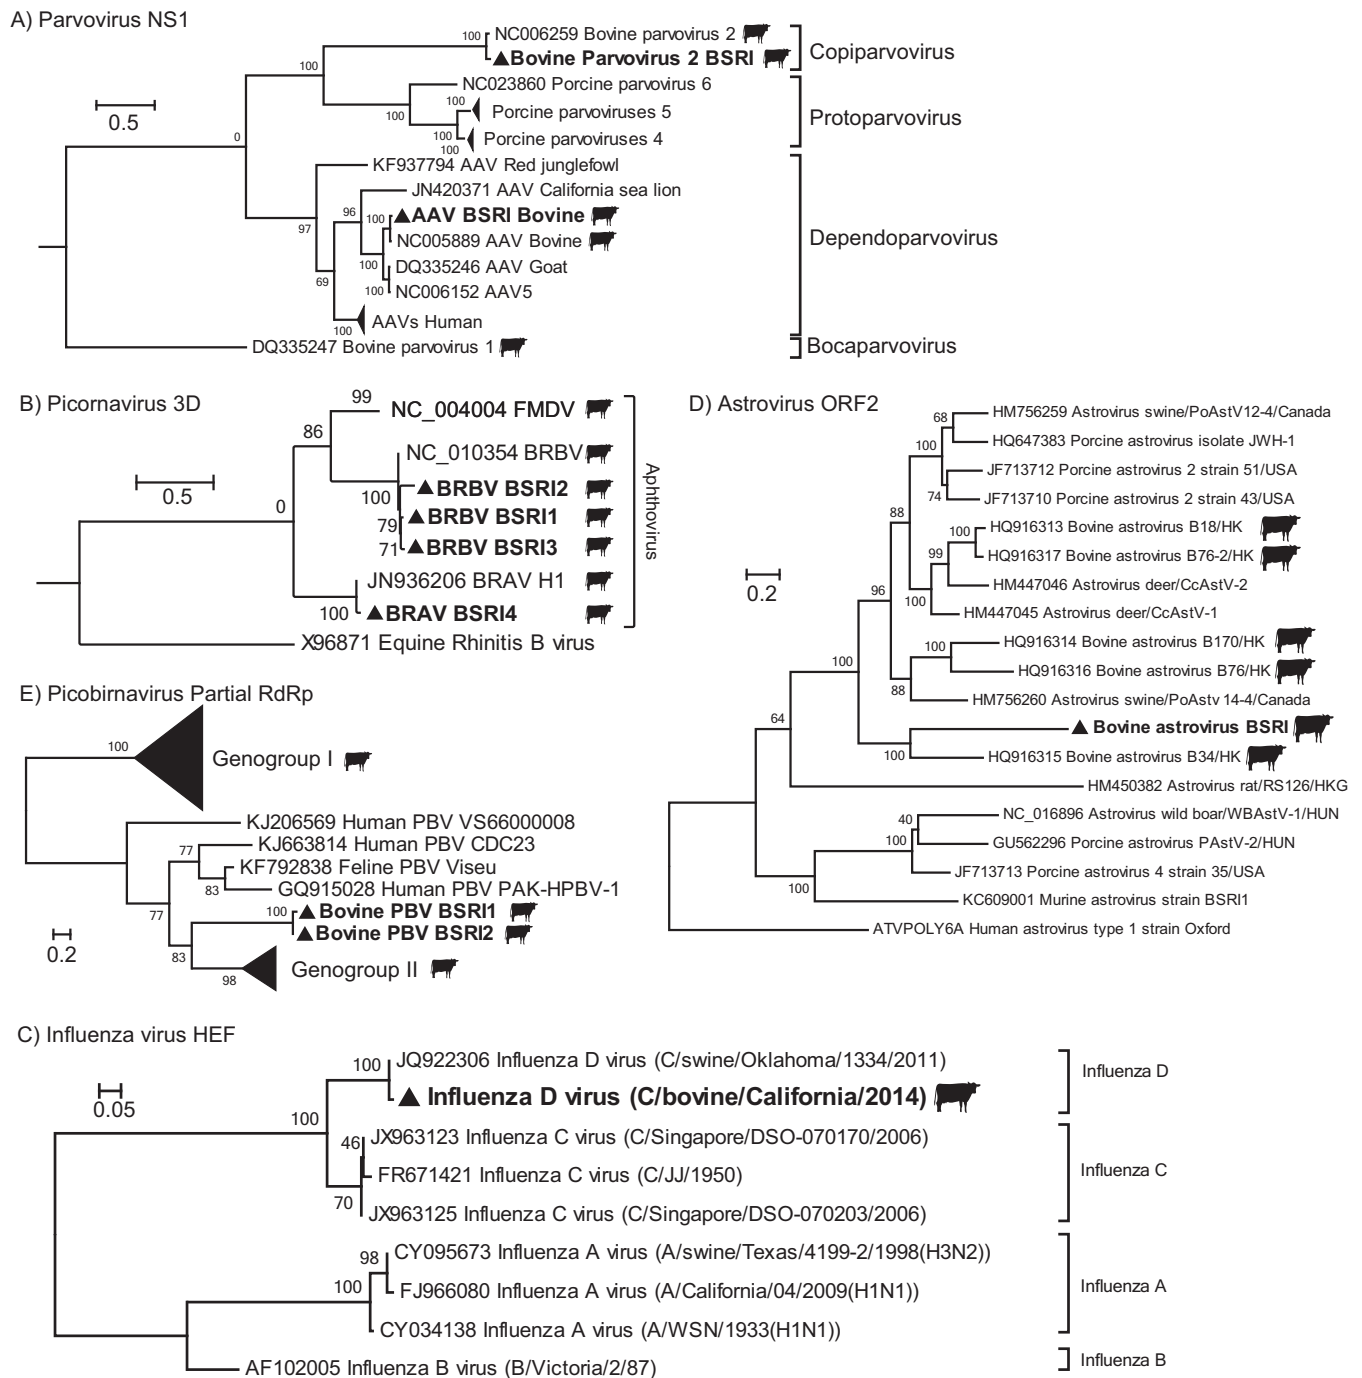 A) Parvovirus NS1
0.5
0
100
100
NC006259 Bovine parvovirus 2
▲Bovine Parvovirus 2 BSRI
Copiparvovirus
NC023860 Porcine parvovirus 6
100
100
Porcine parvoviruses 5
100
100
Porcine parvoviruses 4
Protoparvovirus
97
KF937794 AAV Red junglefowl
JN420371 AAV California sea lion
96
100
▲AAV BSRI Bovine
NC005889 AAV Bovine
100
DQ335246 AAV Goat
69
100
NC006152 AAV5
100
AAVs Human
Dependoparvovirus
DQ335247 Bovine parvovirus 1
Bocaparvovirus
B) Picornavirus 3D
0.5
0
86
99
NC_004004 FMDV
NC_010354 BRBV
100
▲BRBV BSRI2
79
▲BRBV BSRI1
71
▲BRBV BSRI3
JN936206 BRAV H1
100
▲BRAV BSRI4
X96871 Equine Rhinitis B virus
Aphthovirus
D) Astrovirus ORF2
0.2
68
HM756259 Astrovirus swine/PoAstV12-4/Canada
HQ647383 Porcine astrovirus isolate JWH-1
100
JF713712 Porcine astrovirus 2 strain 51/USA
74
JF713710 Porcine astrovirus 2 strain 43/USA
88
100
HQ916313 Bovine astrovirus B18/HK
99
HQ916317 Bovine astrovirus B76-2/HK
HM447046 Astrovirus deer/CcAstV-2
96
100
HM447045 Astrovirus deer/CcAstV-1
100
HQ916314 Bovine astrovirus B170/HK
100
HQ916316 Bovine astrovirus B76/HK
88
HM756260 Astrovirus swine/PoAstv 14-4/Canada
64
▲ Bovine astrovirus BSRI
100
HQ916315 Bovine astrovirus B34/HK
HM450382 Astrovirus rat/RS126/HKG
40
NC_016896 Astrovirus wild boar/WBAstV-1/HUN
100
GU562296 Porcine astrovirus PAstV-2/HUN
JF713713 Porcine astrovirus 4 strain 35/USA
100
KC609001 Murine astrovirus strain BSRI1
ATVPOLY6A Human astrovirus type 1 strain Oxford
E) Picobirnavirus Partial RdRp
100
Genogroup I
KJ206569 Human PBV VS66000008
77
KJ663814 Human PBV CDC23
KF792838 Feline PBV Viseu
83
GQ915028 Human PBV PAK-HPBV-1
77
100
▲Bovine PBV BSRI1
▲Bovine PBV BSRI2
0.2
83
98
Genogroup II
C) Influenza virus HEF
0.05
100
100
JQ922306 Influenza D virus (C/swine/Oklahoma/1334/2011)
▲ Influenza D virus (C/bovine/California/2014)
Influenza D
46
JX963123 Influenza C virus (C/Singapore/DSO-070170/2006)
FR671421 Influenza C virus (C/JJ/1950)
70
JX963125 Influenza C virus (C/Singapore/DSO-070203/2006)
Influenza C
98
CY095673 Influenza A virus (A/swine/Texas/4199-2/1998(H3N2))
100
FJ966080 Influenza A virus (A/California/04/2009(H1N1))
CY034138 Influenza A virus (A/WSN/1933(H1N1))
Influenza A
AF102005 Influenza B virus (B/Victoria/2/87)
Influenza B